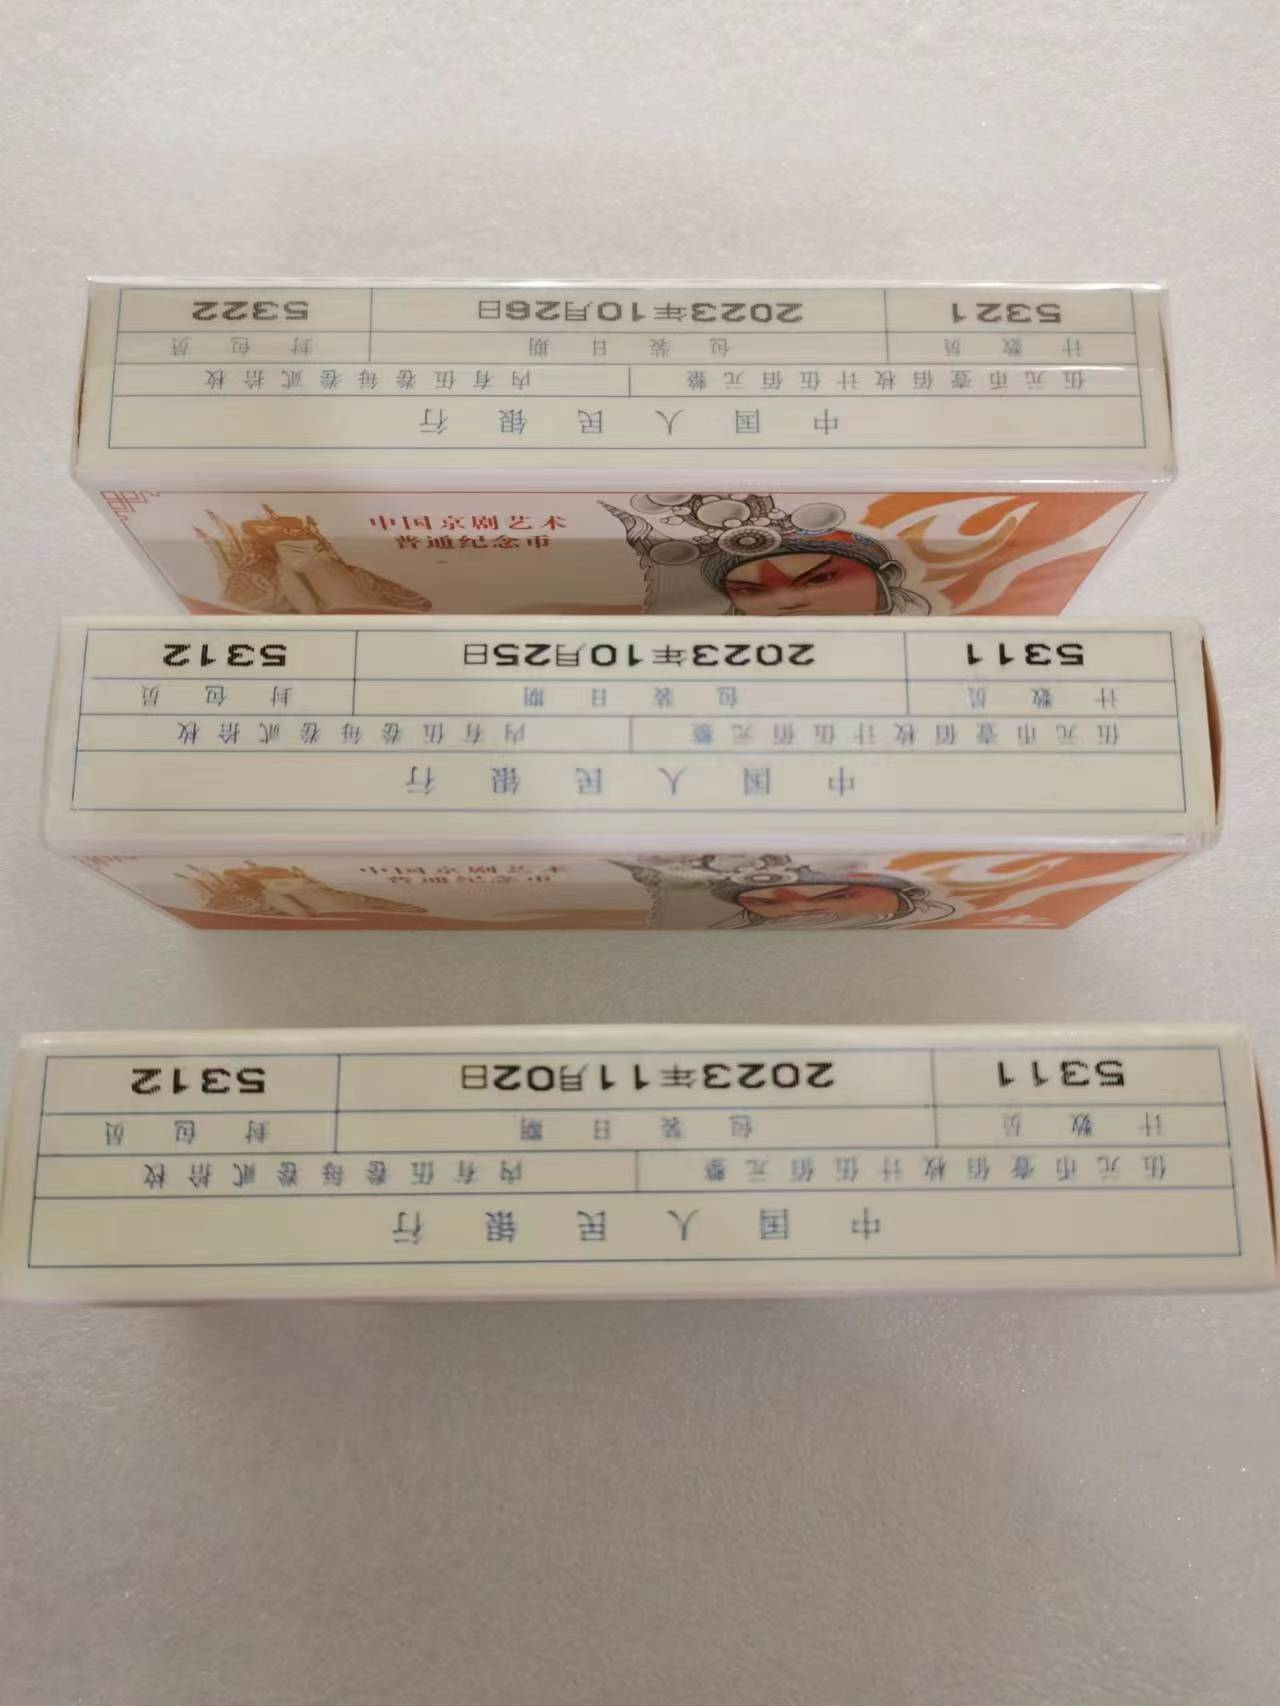 中国人民银行
伍元币壹佰枚计伍佰元整 内有伍卷每卷贰拾枚
计数员 包装日期 封包员
5321 2023年10月26日 5322
中国京剧艺术
普通纪念币
中国人民银行
伍元币壹佰枚计伍佰元整 内有伍卷每卷贰拾枚
计数员 包装日期 封包员
5311 2023年10月25日 5312
中国京剧艺术
普通纪念币
中国人民银行
伍元币壹佰枚计伍佰元整 内有伍卷每卷贰拾枚
计数员 包装日期 封包员
5311 2023年11月02日 5312